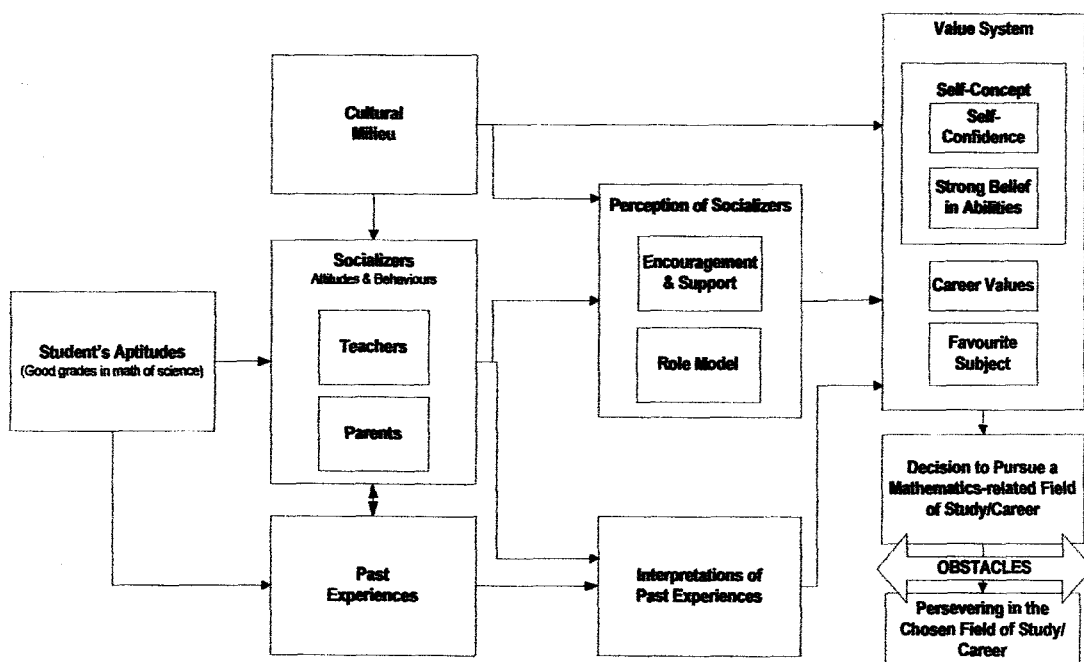 Value System
Self-Concept
Self-
Confidence
Strong Belief
in Abilities
Career Values
Favourite
Subject
Cultural
Milieu
Perception of Socializers
Encouragement
& Support
Role Model
Socializers
Attitudes & Behaviours
Teachers
Parents
Student's Aptitudes
(Good grades in math of science)
Past
Experiences
Interpretations of
Past Experiences
Decision to Pursue a
Mathematics-related Field
of Study/Career
OBSTACLES
Persevering in the
Chosen Field of Study/
Career